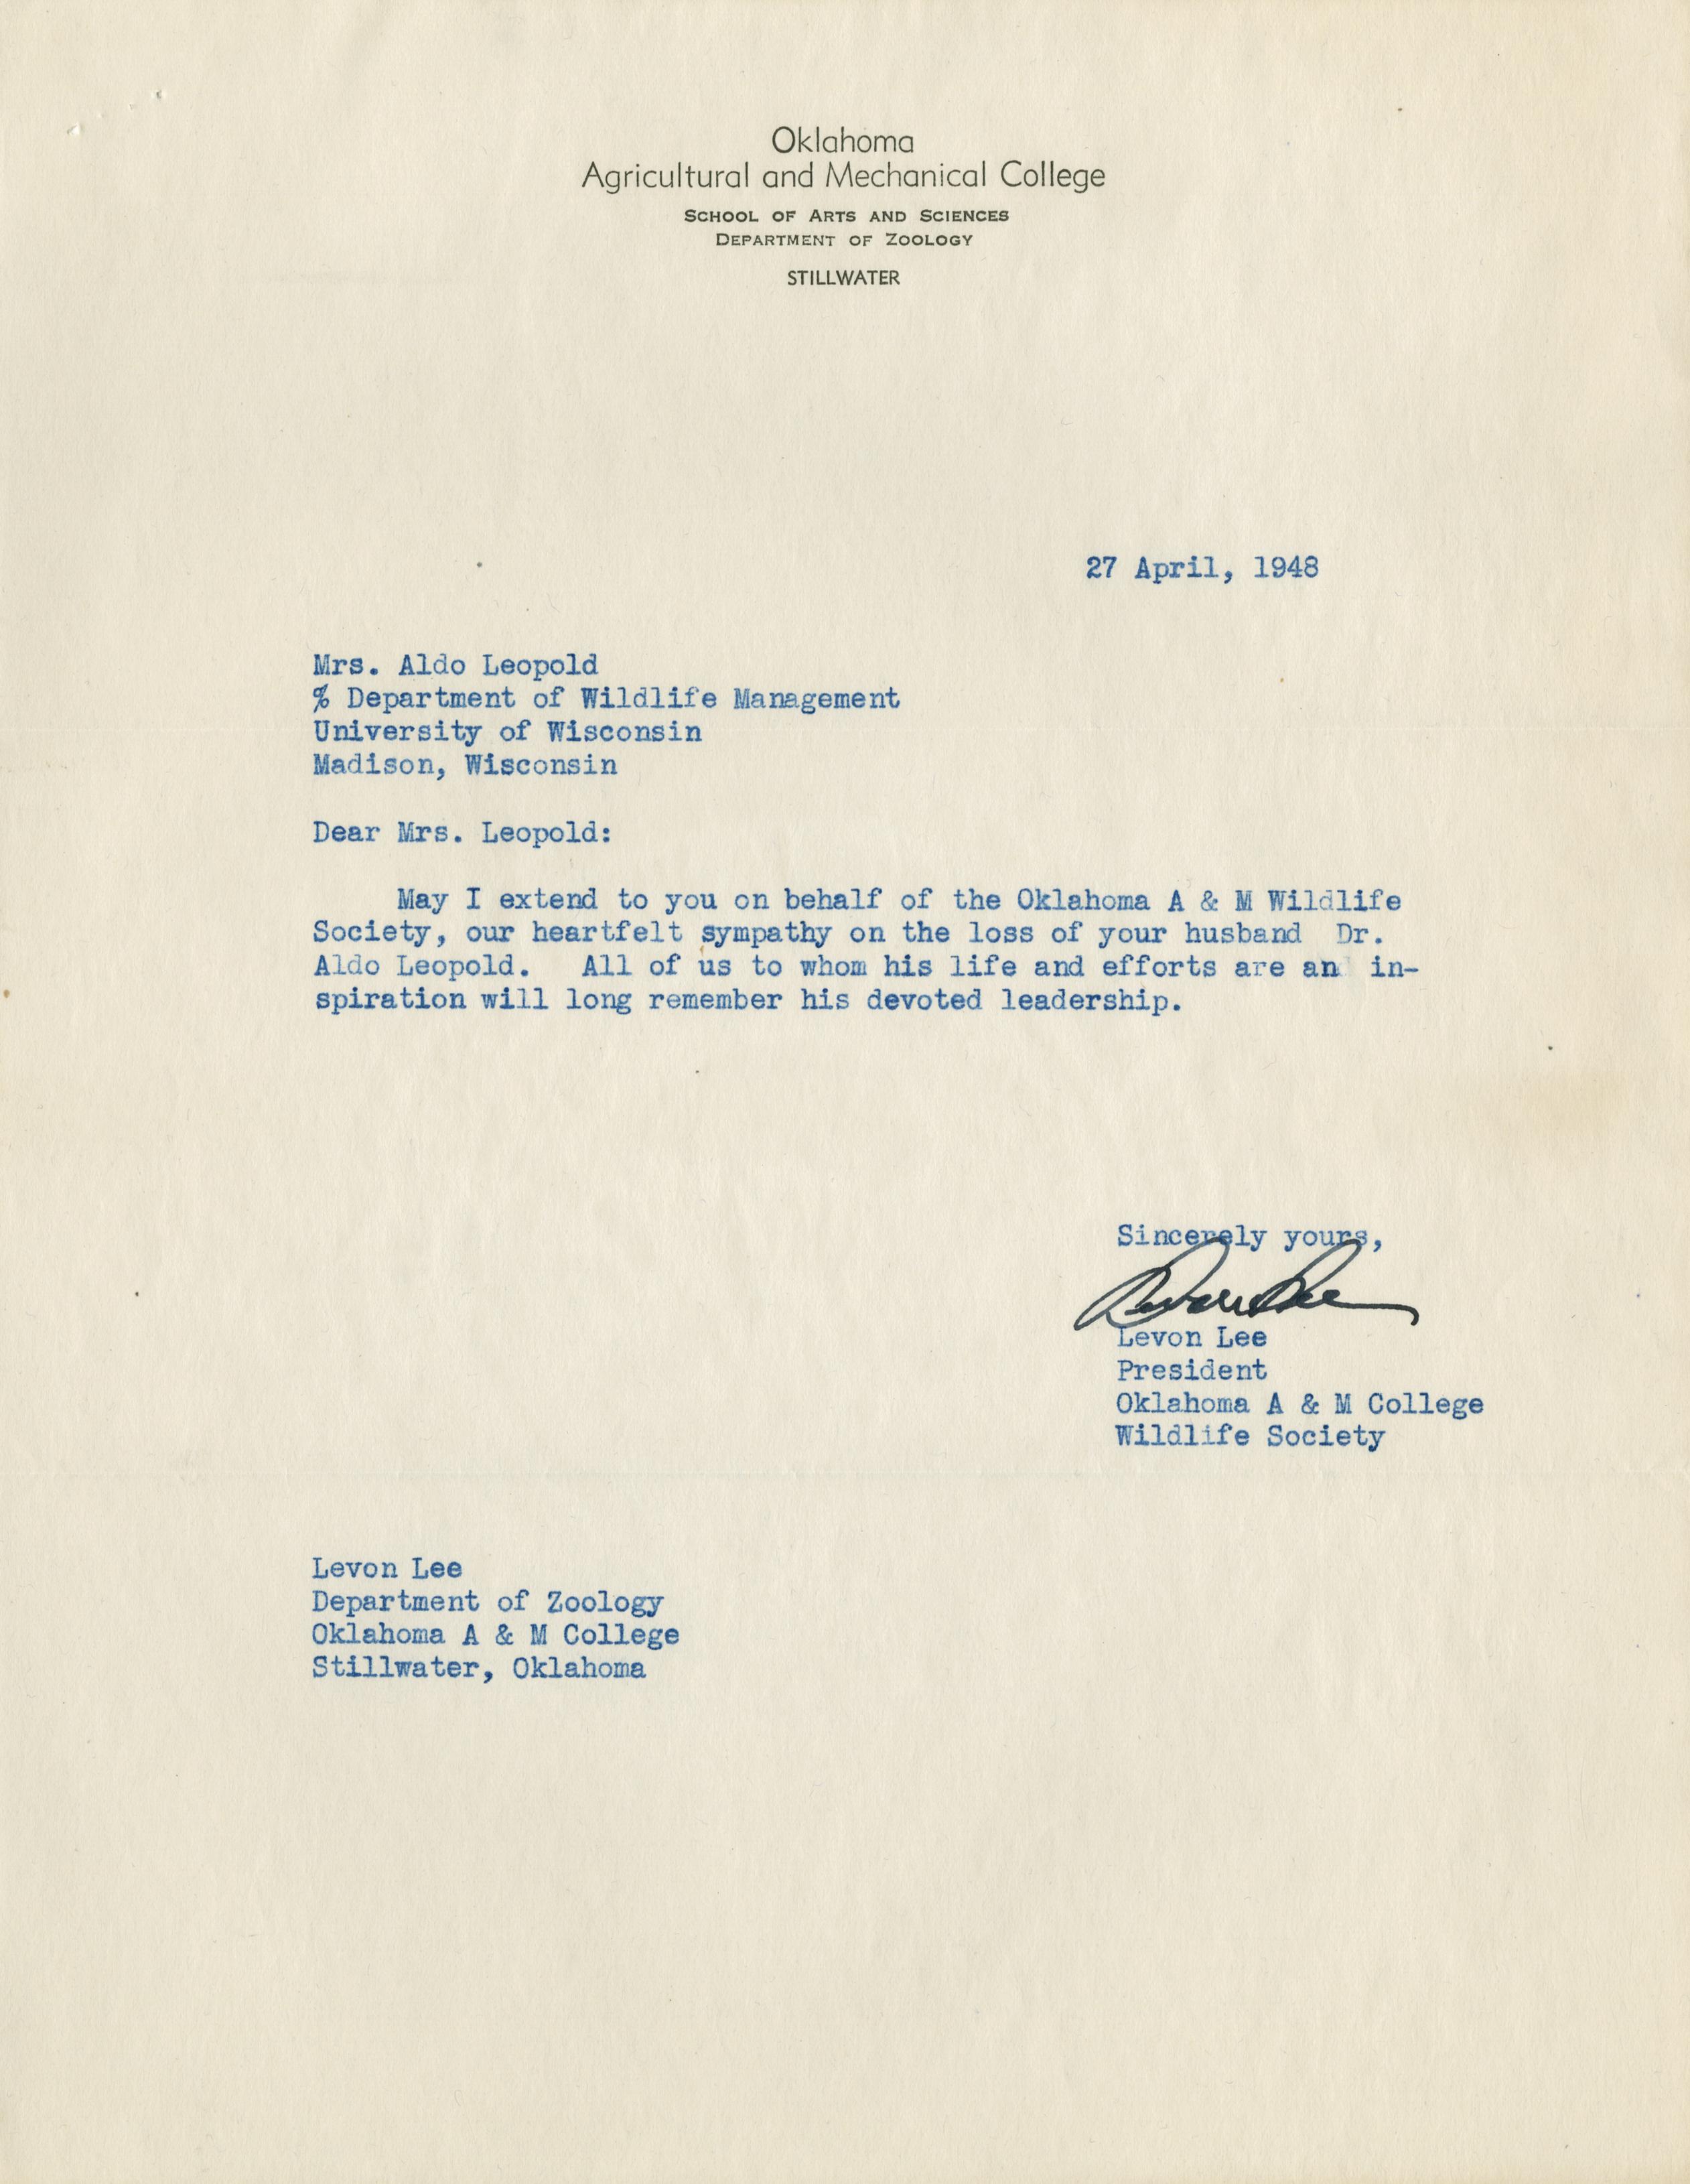 Oklahoma
Agricultural and Mechanical College
SCHOOL OF ARTS AND SCIENCES
DEPARTMENT OF ZOOLOGY
STILLWATER
27 April, 1948
Mrs. Aldo Leopold
% Department of Wildlife Management
University of Wisconsin
Madison, Wisconsin
Dear Mrs. Leopold:
May I extend to you on behalf of the Oklahoma A & M Wildlife
Society, our heartfelt sympathy on the loss of your husband Dr.
Aldo Leopold. All of us to whom his life and efforts are an in-
spiration will long remember his devoted leadership.
Sincerely yours,
Levon Lee
Levon Lee
President
Oklahoma A & M College
Wildlife Society
Levon Lee
Department of Zoology
Oklahoma A & M College
Stillwater, Oklahoma